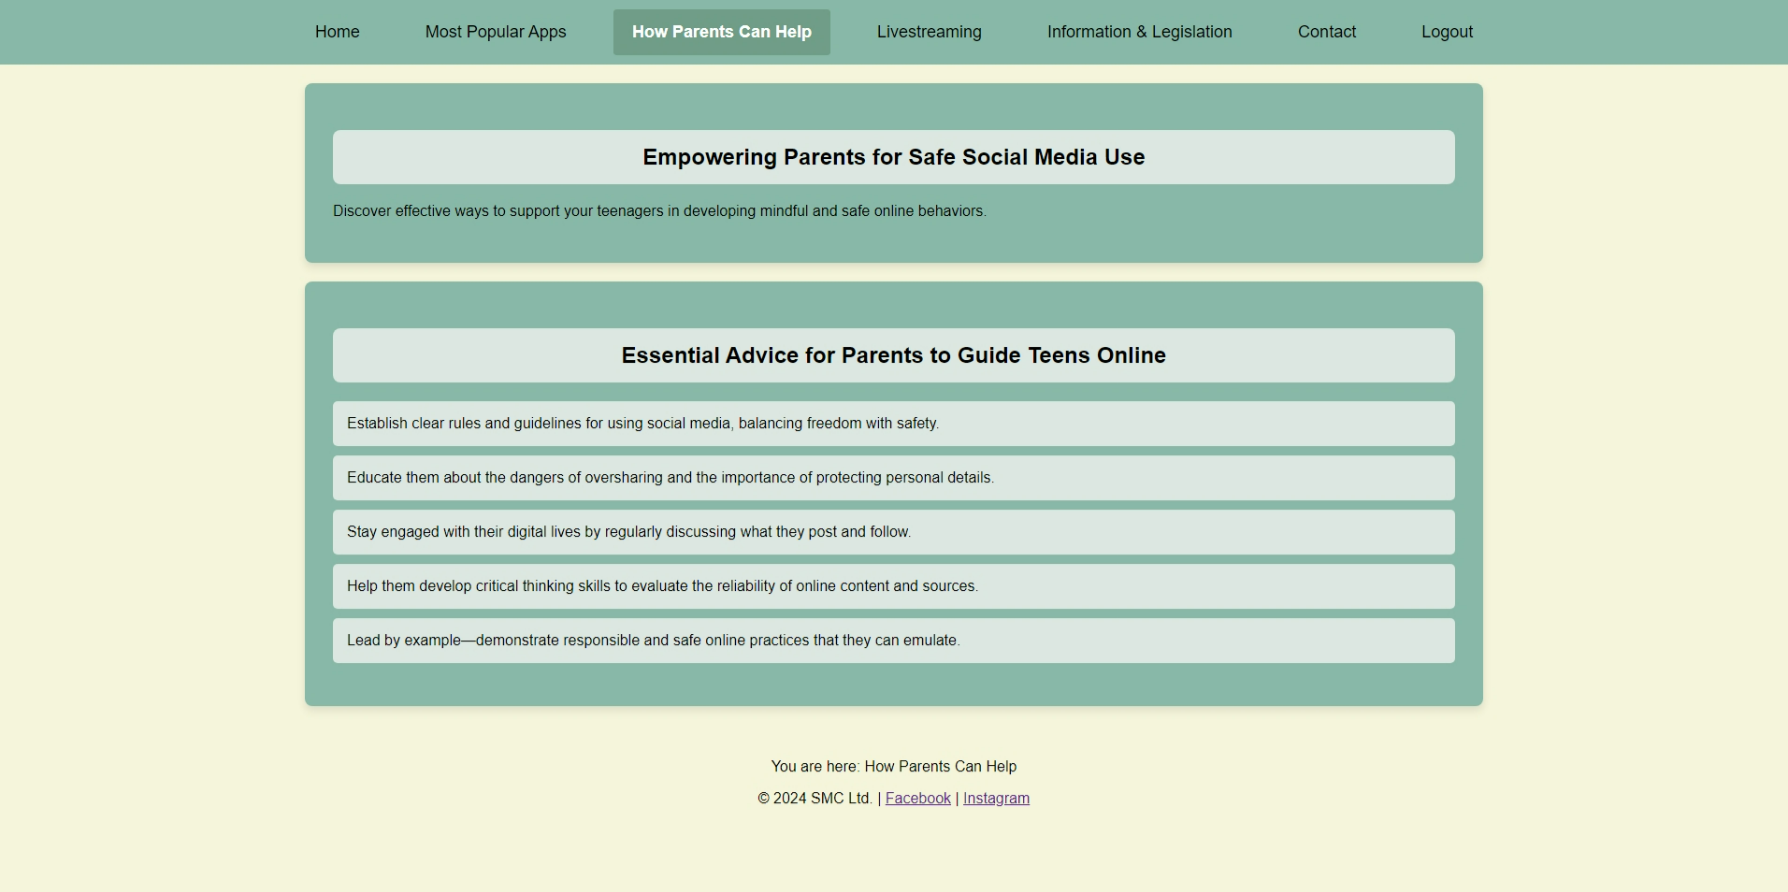 Home Most Popular Apps How Parents Can Help Livestreaming Information & Legislation Contact Logout
Empowering Parents for Safe Social Media Use
Discover effective ways to support your teenagers in developing mindful and safe online behaviors.
Essential Advice for Parents to Guide Teens Online
Establish clear rules and guidelines for using social media, balancing freedom with safety.
Educate them about the dangers of oversharing and the importance of protecting personal details.
Stay engaged with their digital lives by regularly discussing what they post and follow.
Help them develop critical thinking skills to evaluate the reliability of online content and sources.
Lead by example—demonstrate responsible and safe online practices that they can emulate.
You are here: How Parents Can Help
© 2024 SMC Ltd. | Facebook | Instagram